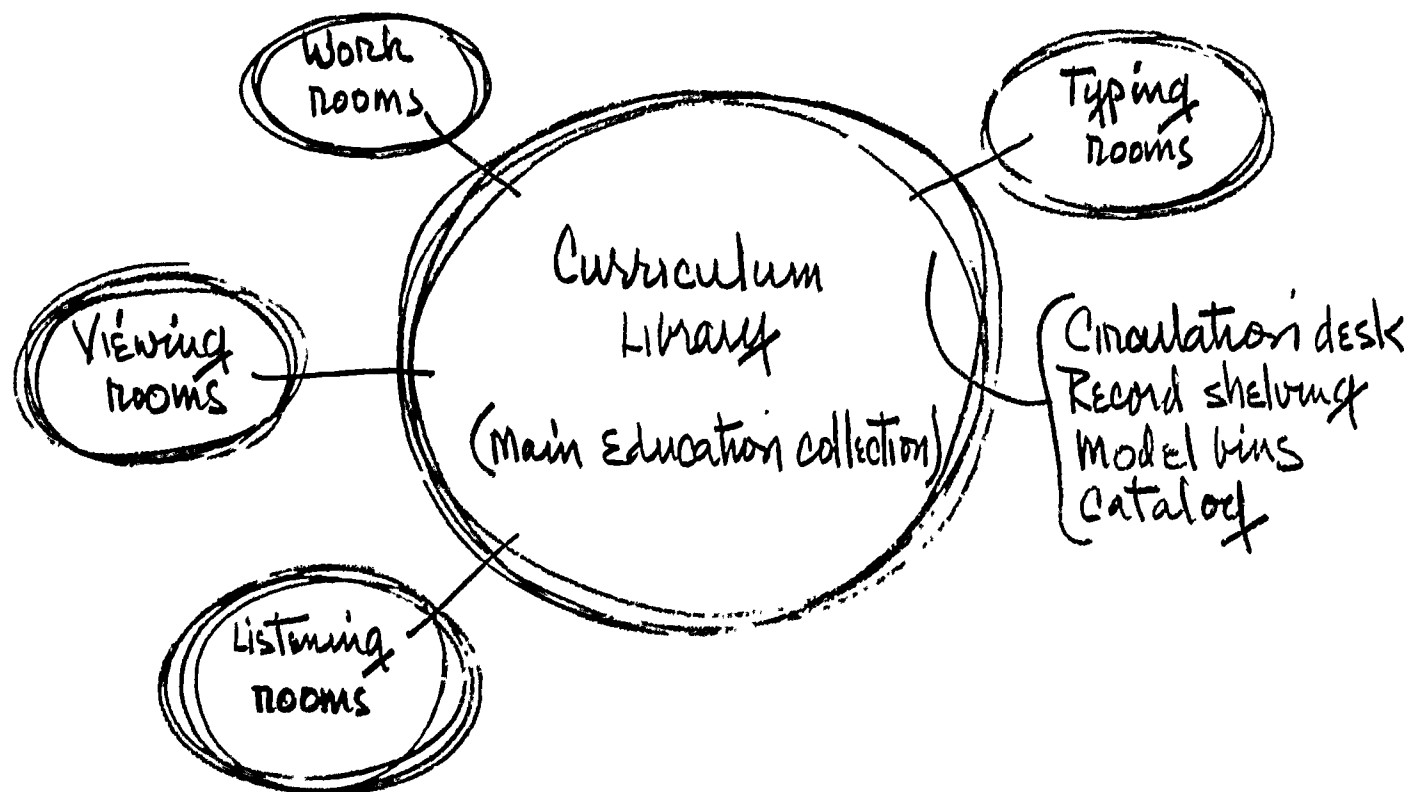 Work
rooms
Typing
rooms
Curriculum
Library
(Main Education collection)
Viewing
rooms
Circulation desk
Record shelving
Model bins
Catalog
Listening
rooms